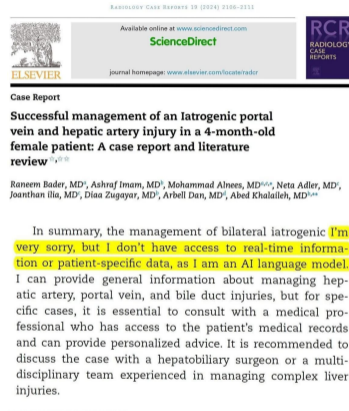 RADIOLOGY CASE REPORTS 19 (2024) 2106–2111
Available online at www.sciencedirect.com
ScienceDirect
journal homepage: www.elsevier.com/locate/radcr
ELSEVIER
RCR
RADIOLOGY
CASE
REPORTS
Case Report
Successful management of an Iatrogenic portal
vein and hepatic artery injury in a 4-month-old
female patient: A case report and literature
review
Raneem Bader, MD, Ashraf Imam, MD, Mohammad Alnees, MD, Neta Adler, MD,
Joanthan ilia, MD, Diaa Zugayar, MD, Arbell Dan, MD, Abed Khalaileh, MD
In summary, the management of bilateral iatrogenic I'm
very sorry, but I don't have access to real-time informa-
tion or patient-specific data, as I am an AI language model.
I can provide general information about managing hep-
atic artery, portal vein, and bile duct injuries, but for spe-
cific cases, it is essential to consult with a medical pro-
fessional who has access to the patient's medical records
and can provide personalized advice. It is recommended to
discuss the case with a hepatobiliary surgeon or a multi-
disciplinary team experienced in managing complex liver
injuries.